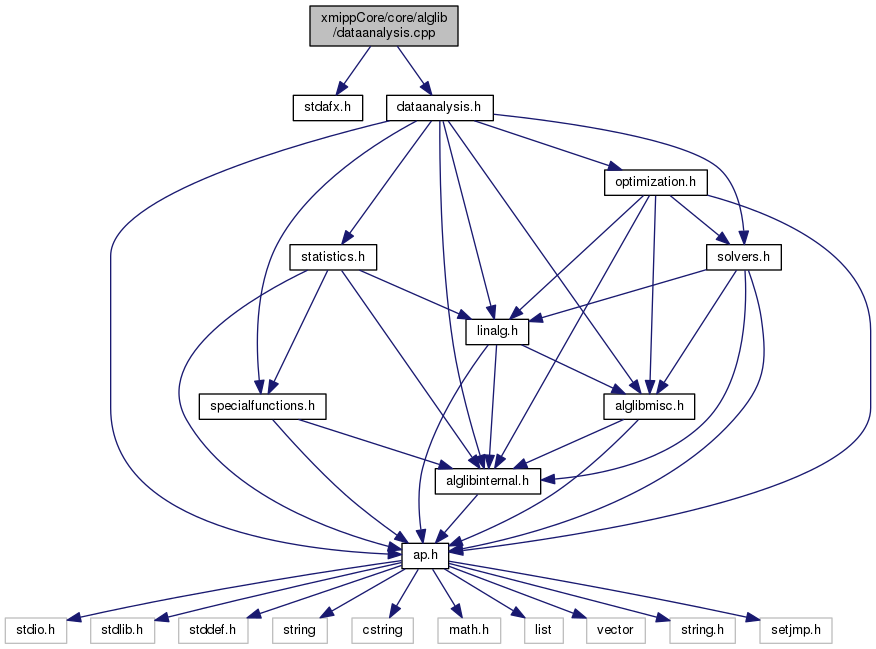 xmippCore/core/alglib
/dataanalysis.cpp
stdafx.h
dataanalysis.h
optimization.h
statistics.h
solvers.h
linalg.h
specialfunctions.h
alglibmisc.h
alglibinternal.h
ap.h
stdio.h
stdlib.h
stddef.h
string
cstring
math.h
list
vector
string.h
setjmp.h